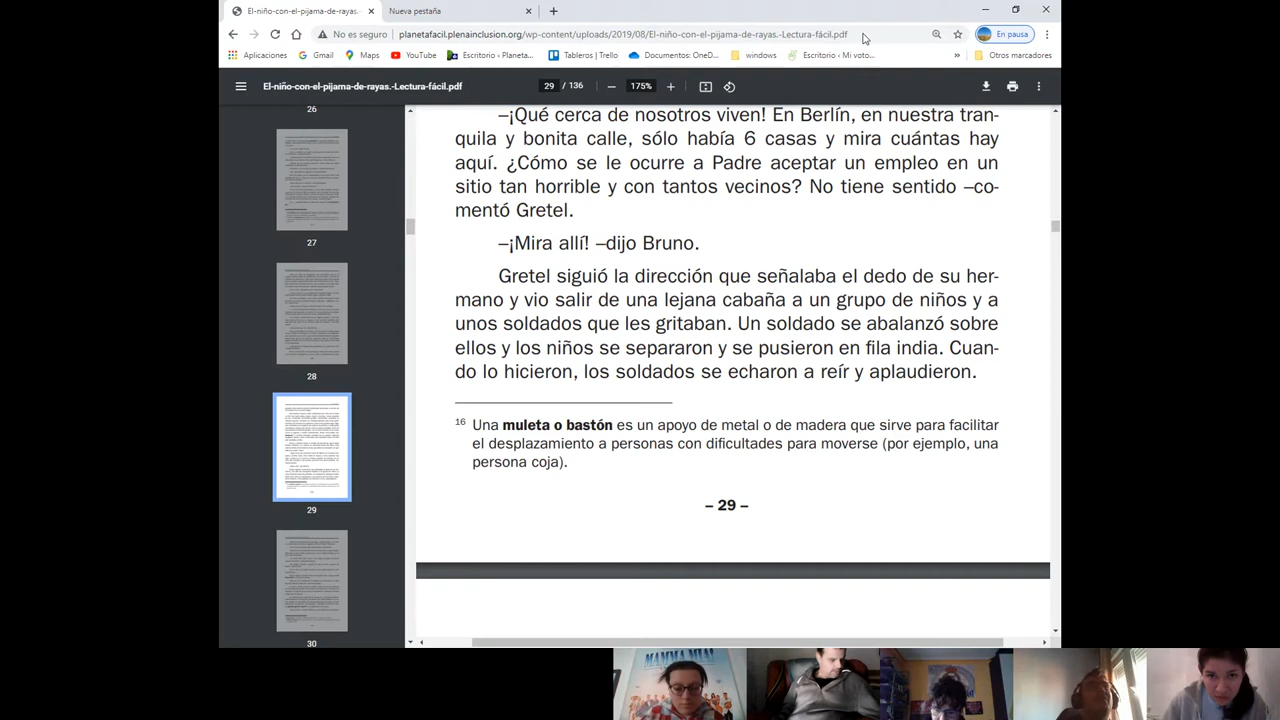 El-niño-con-el-pijama-de-rayas.-
Nueva pestaña
No es seguro
planetafacil.plenainclusion.org/wp-content/uploads/2019/08/El-niño-con-el-pijama-de-rayas.-Lectura-fácil.pdf
En pausa
Aplicaciones
Gmail
Maps
YouTube
Escritorio < Planeta...
Tableros | Trello
Documentos: OneD...
windows
Escritorio ‹ Mi voto...
»
Otros marcadores
El-niño-con-el-pijama-de-rayas.-Lectura-fácil.pdf
29 / 136
175%
26
27
28
29
30
–¡Qué cerca de nosotros viven! En Berlín, en nuestra tran-
quila y bonita calle, sólo había 6 casas y mira cuántas hay
aquí. ¿Cómo se le ocurre a Padre aceptar un empleo en un
sitio tan horrible y con tantos vecinos? No tiene sentido –co-
mentó Gretel.
–¡Mira allí! –dijo Bruno.
Gretel siguió la dirección que señalaba el dedo de su her-
mano y vio salir de una lejana cabaña a un grupo de niños y a
unos soldados que les gritaban. Un soldado se abalanzó sobre
ellos y los niños se separaron y se pusieron en fila india. Cuan-
do lo hicieron, los soldados se echaron a reír y aplaudieron.
16 Una muleta o bastón es un apoyo de metal o de madera que sirve para facilitar
el desplazamiento de personas con dificultades para moverse (por ejemplo, una
persona coja).
– 29 –
MAMMA MIA!